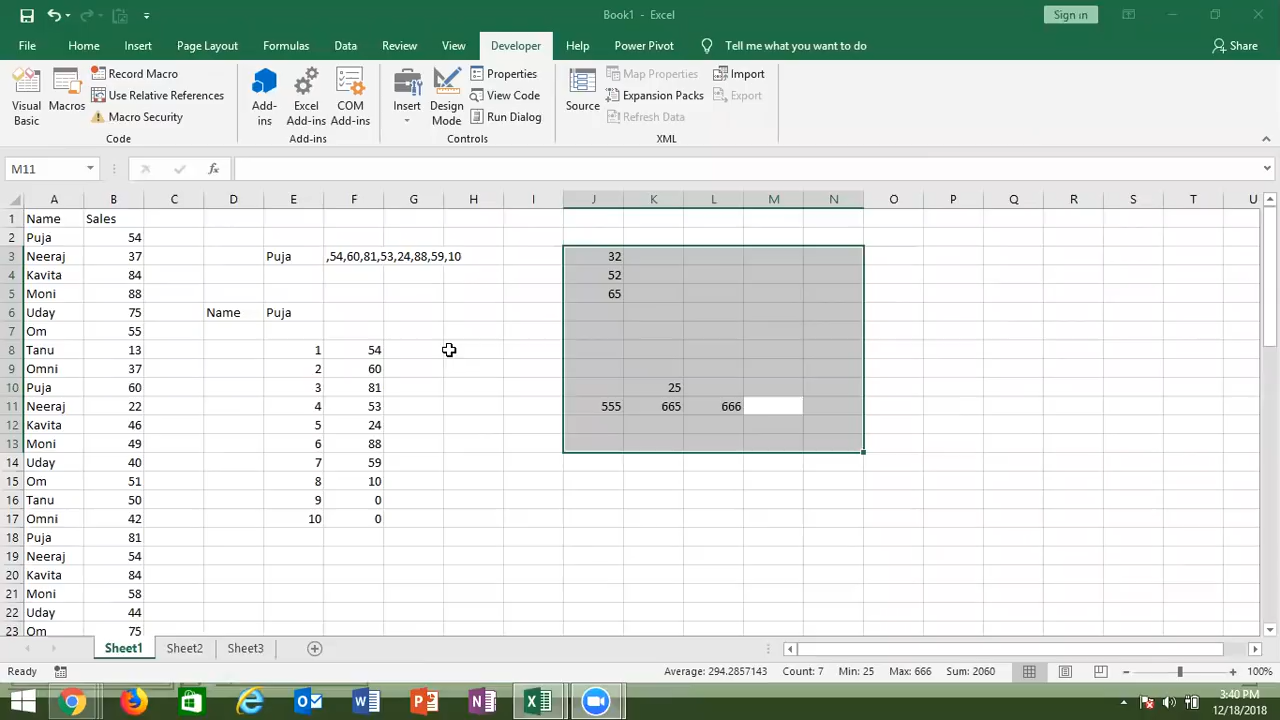 Book1 - Excel
Sign in
File Home Insert Page Layout Formulas Data Review View Developer Help Power Pivot Tell me what you want to do Share
Visual Basic
Macros
Record Macro
Use Relative References
Macro Security
Code
Add-ins
Excel Add-ins
COM Add-ins
Add-ins
Insert
Design Mode
Properties
View Code
Run Dialog
Controls
Source
Map Properties
Expansion Packs
Refresh Data
Import
Export
XML
M11
fx
A B C D E F G H I J K L M N O P Q R S T U
1 Name Sales
2 Puja 54
3 Neeraj 37 Puja ,54,60,81,53,24,88,59,10 32
4 Kavita 84 52
5 Moni 88 65
6 Uday 75 Name Puja
7 Om 55
8 Tanu 13 1 54
9 Omni 37 2 60
10 Puja 60 3 81 25
11 Neeraj 22 4 53 555 665 666
12 Kavita 46 5 24
13 Moni 49 6 88
14 Uday 40 7 59
15 Om 51 8 10
16 Tanu 50 9 0
17 Omni 42 10 0
18 Puja 81
19 Neeraj 54
20 Kavita 84
21 Moni 58
22 Uday 44
23 Om 75
Sheet1 Sheet2 Sheet3
Ready Average: 294.2857143 Count: 7 Min: 25 Max: 666 Sum: 2060 100%
3:40 PM
12/18/2018